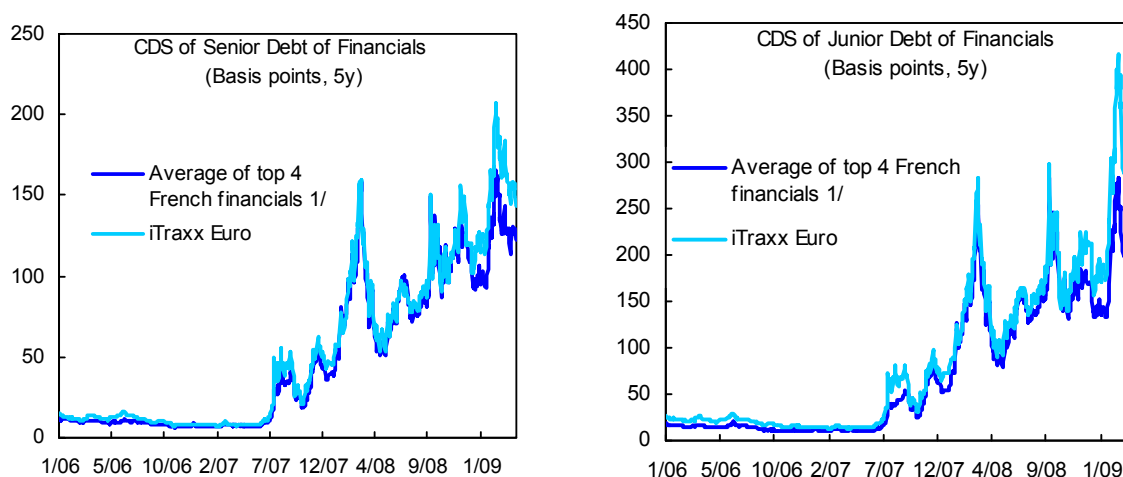 CDS of Senior Debt of Financials
(Basis points, 5y)
250
200
150
100
50
0
Average of top 4
French financials 1/
iTraxx Euro
1/06 5/06 10/06 2/07 7/07 12/07 4/08 9/08 1/09
CDS of Junior Debt of Financials
(Basis points, 5y)
450
400
350
300
250
200
150
100
50
0
Average of top 4 French
financials 1/
iTraxx Euro
1/06 5/06 10/06 2/07 7/07 12/07 4/08 9/08 1/09